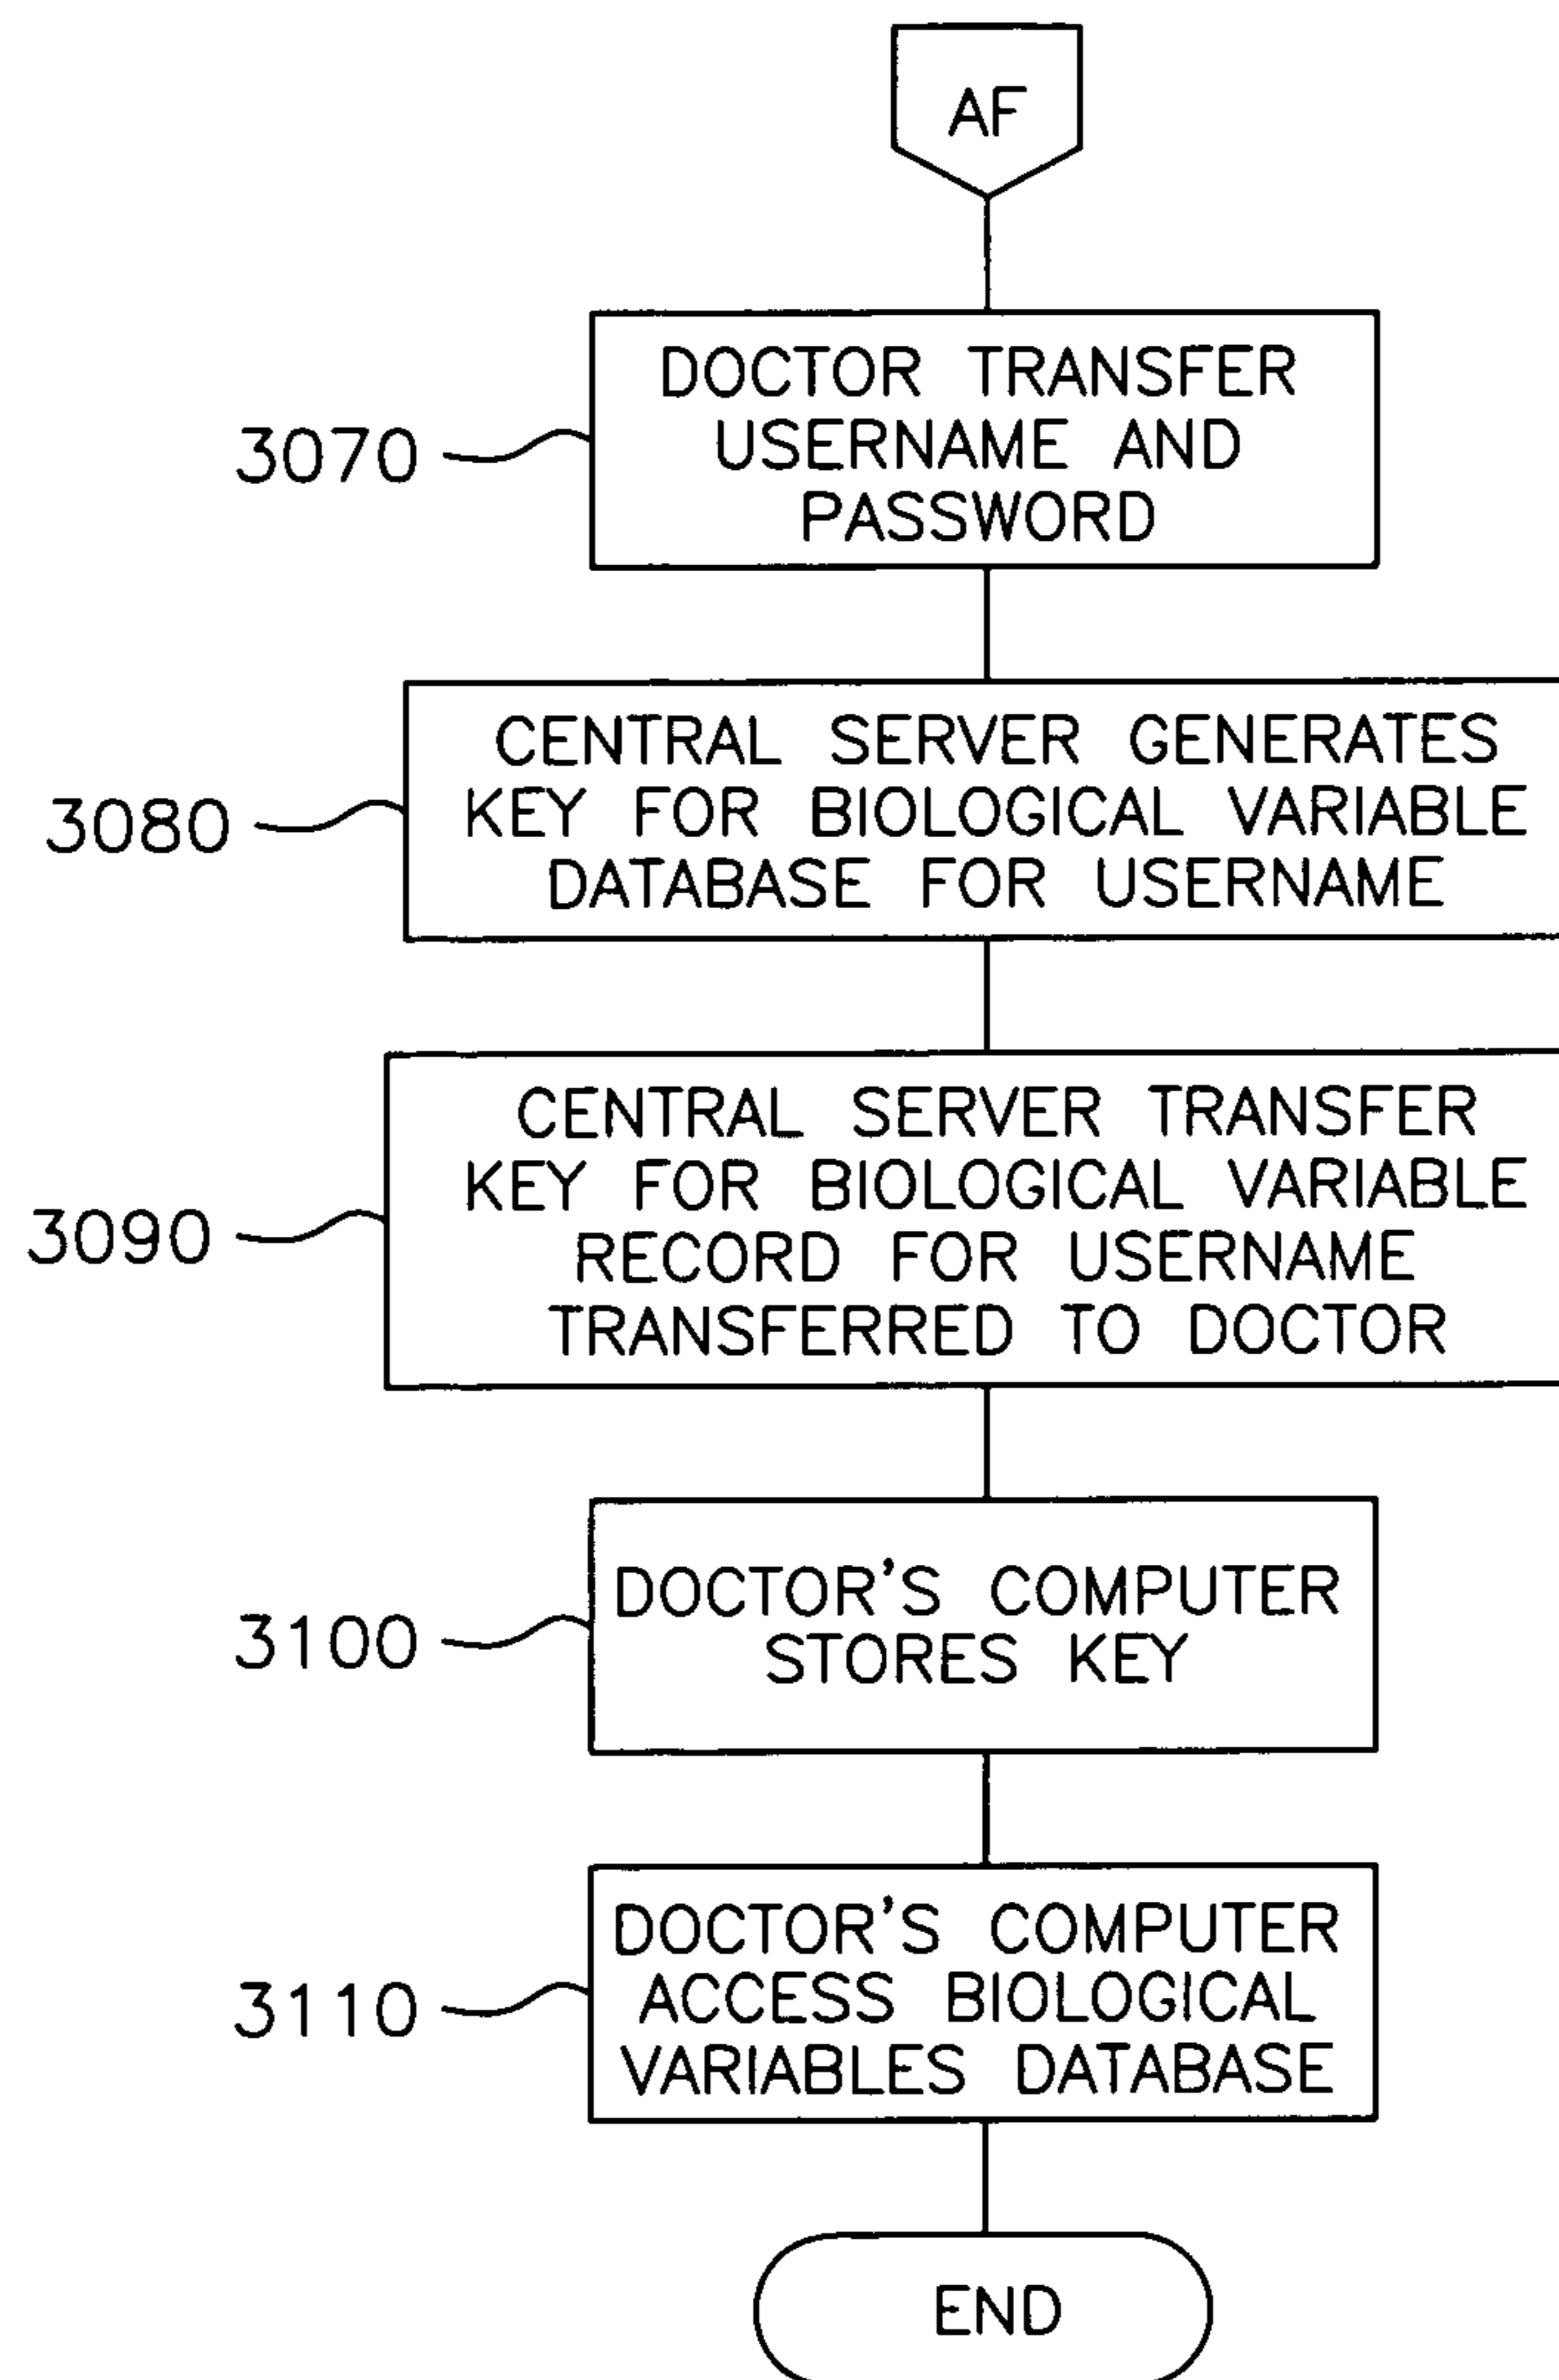 AF
3070
DOCTOR TRANSFER
USERNAME AND
PASSWORD
3080
CENTRAL SERVER GENERATES
KEY FOR BIOLOGICAL VARIABLE
DATABASE FOR USERNAME
3090
CENTRAL SERVER TRANSFER
KEY FOR BIOLOGICAL VARIABLE
RECORD FOR USERNAME
TRANSFERRED TO DOCTOR
3100
DOCTOR'S COMPUTER
STORES KEY
3110
DOCTOR'S COMPUTER
ACCESS BIOLOGICAL
VARIABLES DATABASE
END